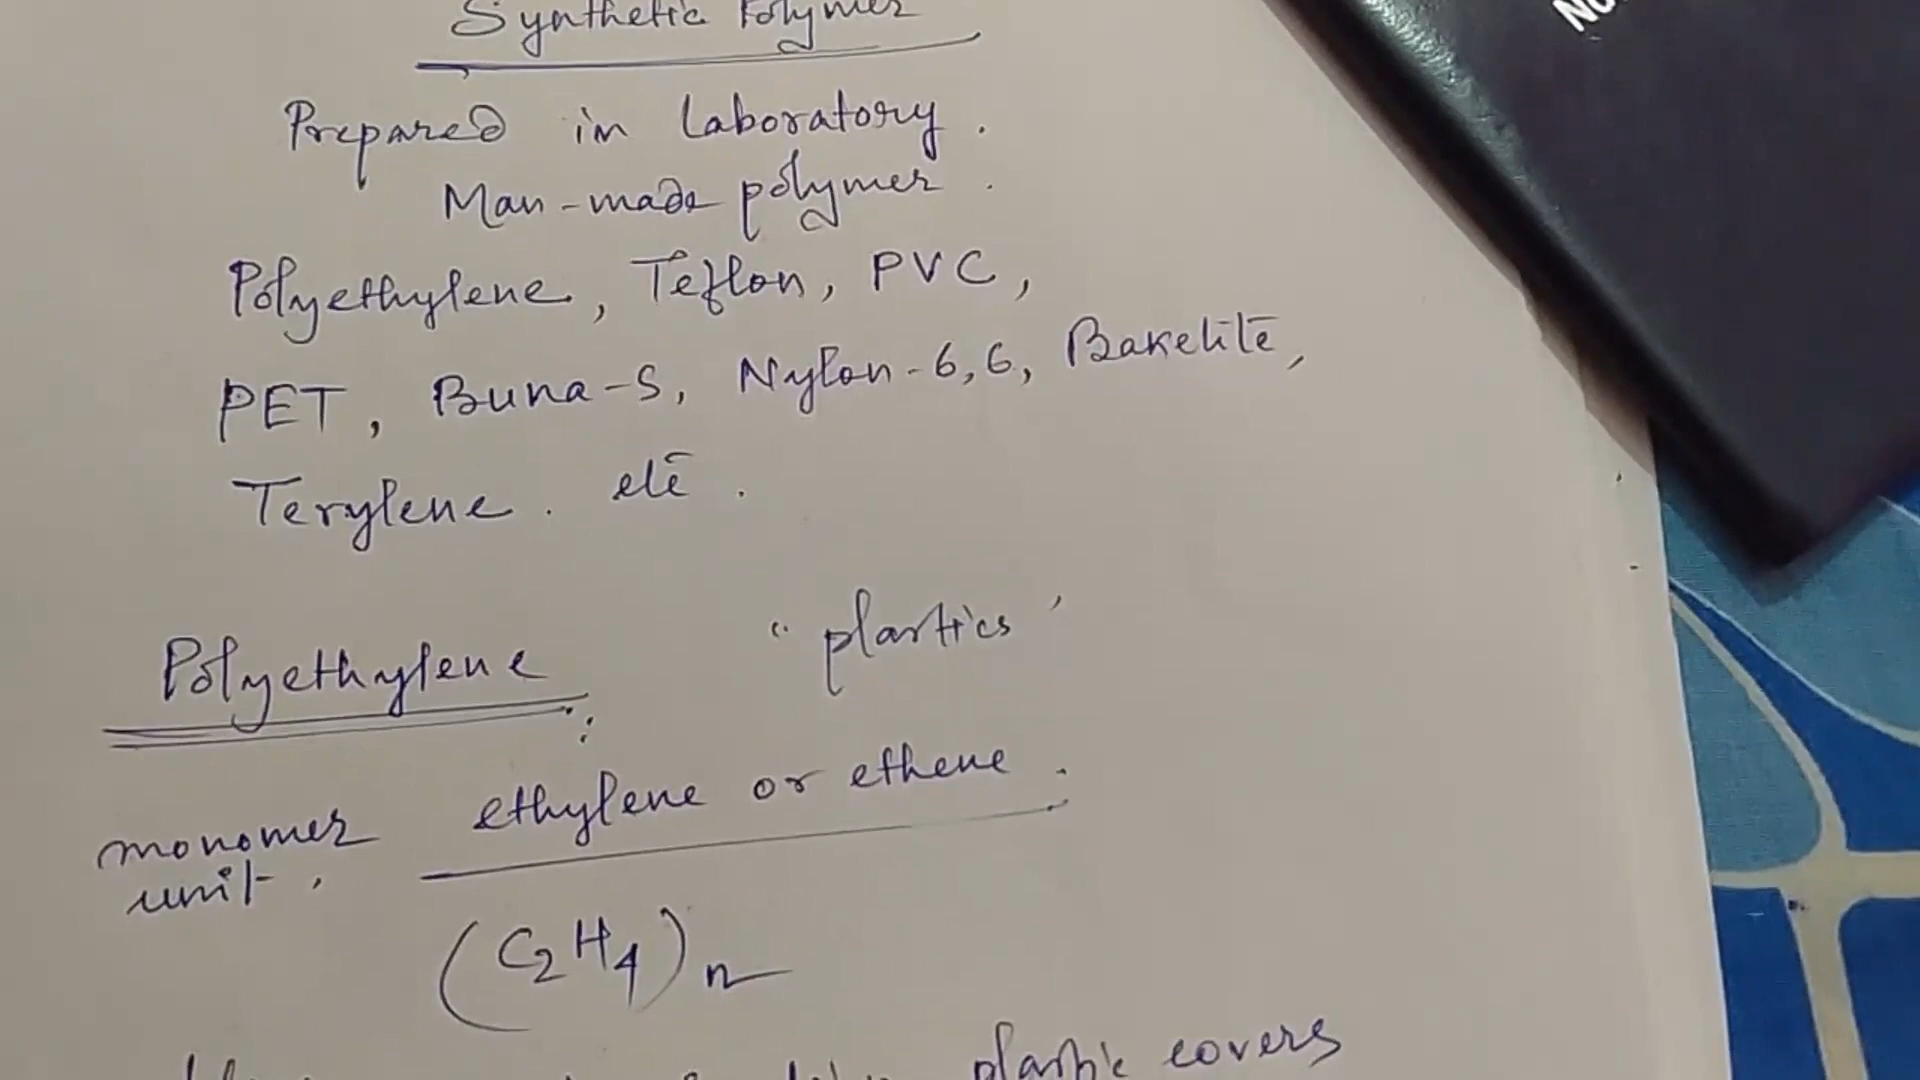 Synthetic Polymer
Prepared in Laboratory.
Man-made polymer.
Polyethylene, Teflon, PVC,
PET, Buna-S, Nylon-6,6, Bakelite,
Terylene. etc.
Polyethylene: "plastics"
monomer unit. ethylene or ethene.
(C₂H₄)n
plastic covers